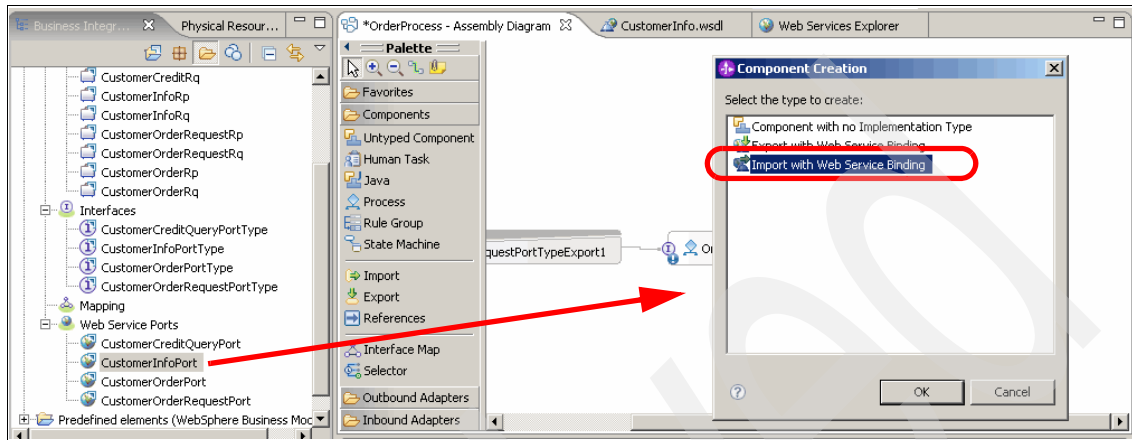 Business Integr...
Physical Resour...
*OrderProcess - Assembly Diagram
CustomerInfo.wsdl
Web Services Explorer
CustomerCreditRq
CustomerInfoRp
CustomerInfoRq
CustomerOrderRequestRp
CustomerOrderRequestRq
CustomerOrderRp
CustomerOrderRq
Interfaces
CustomerCreditQueryPortType
CustomerInfoPortType
CustomerOrderPortType
CustomerOrderRequestPortType
Mapping
Web Service Ports
CustomerCreditQueryPort
CustomerInfoPort
CustomerOrderPort
CustomerOrderRequestPort
Predefined elements (WebSphere Business Moc
Palette
Favorites
Components
Untyped Component
Human Task
Java
Process
Rule Group
State Machine
Import
Export
References
Interface Map
Selector
Outbound Adapters
Inbound Adapters
questPortTypeExport1
Or
Component Creation
Select the type to create:
Component with no Implementation Type
Export with Web Service Binding
Import with Web Service Binding
OK
Cancel